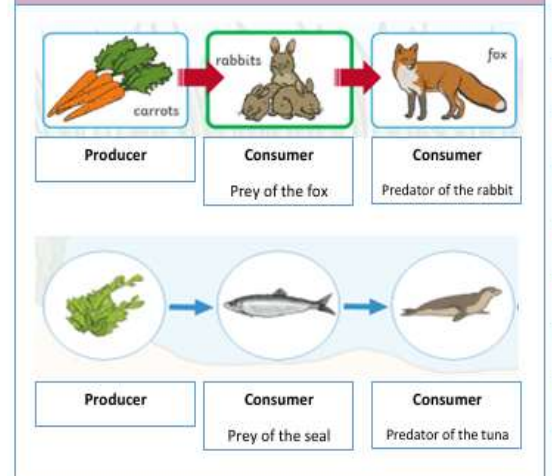 rabbits
fox
carrots
Producer
Consumer
Consumer
Prey of the fox
Predator of the rabbit
Producer
Consumer
Consumer
Prey of the seal
Predator of the tuna